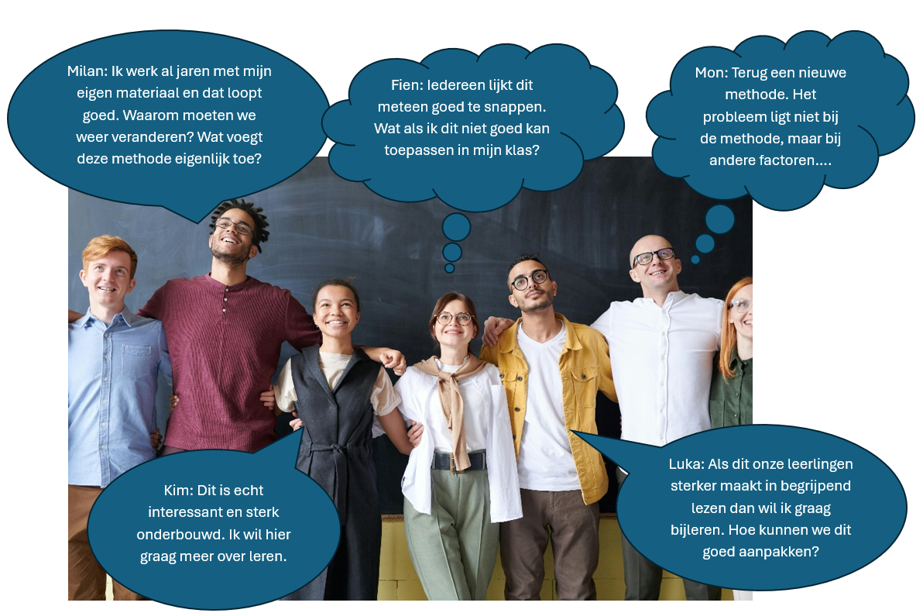 Milan: Ik werk al jaren met mijn
eigen materiaal en dat loopt
goed. Waarom moeten we
weer veranderen? Wat voegt
deze methode eigenlijk toe?
Fien: Iedereen lijkt dit
meteen goed te snappen.
Wat als ik dit niet goed kan
toepassen in mijn klas?
Mon: Terug een nieuwe
methode. Het
probleem ligt niet bij
de methode, maar bij
andere factoren....
Kim: Dit is echt
interessant en sterk
onderbouwd. Ik wil hier
graag meer over leren.
Luka: Als dit onze leerlingen
sterker maakt in begrijpend
lezen dan wil ik graag
bijleren. Hoe kunnen we dit
goed aanpakken?